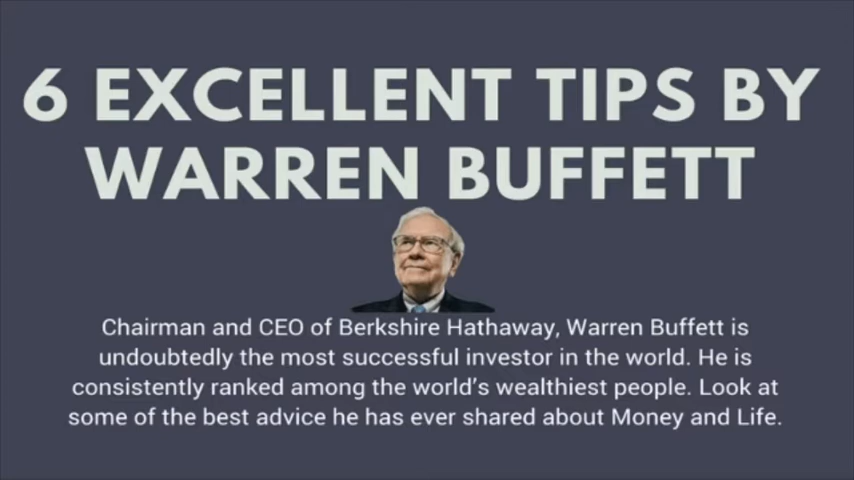 6 EXCELLENT TIPS BY
WARREN BUFFETT
Chairman and CEO of Berkshire Hathaway, Warren Buffett is
undoubtedly the most successful investor in the world. He is
consistently ranked among the world's wealthiest people. Look at
some of the best advice he has ever shared about Money and Life.